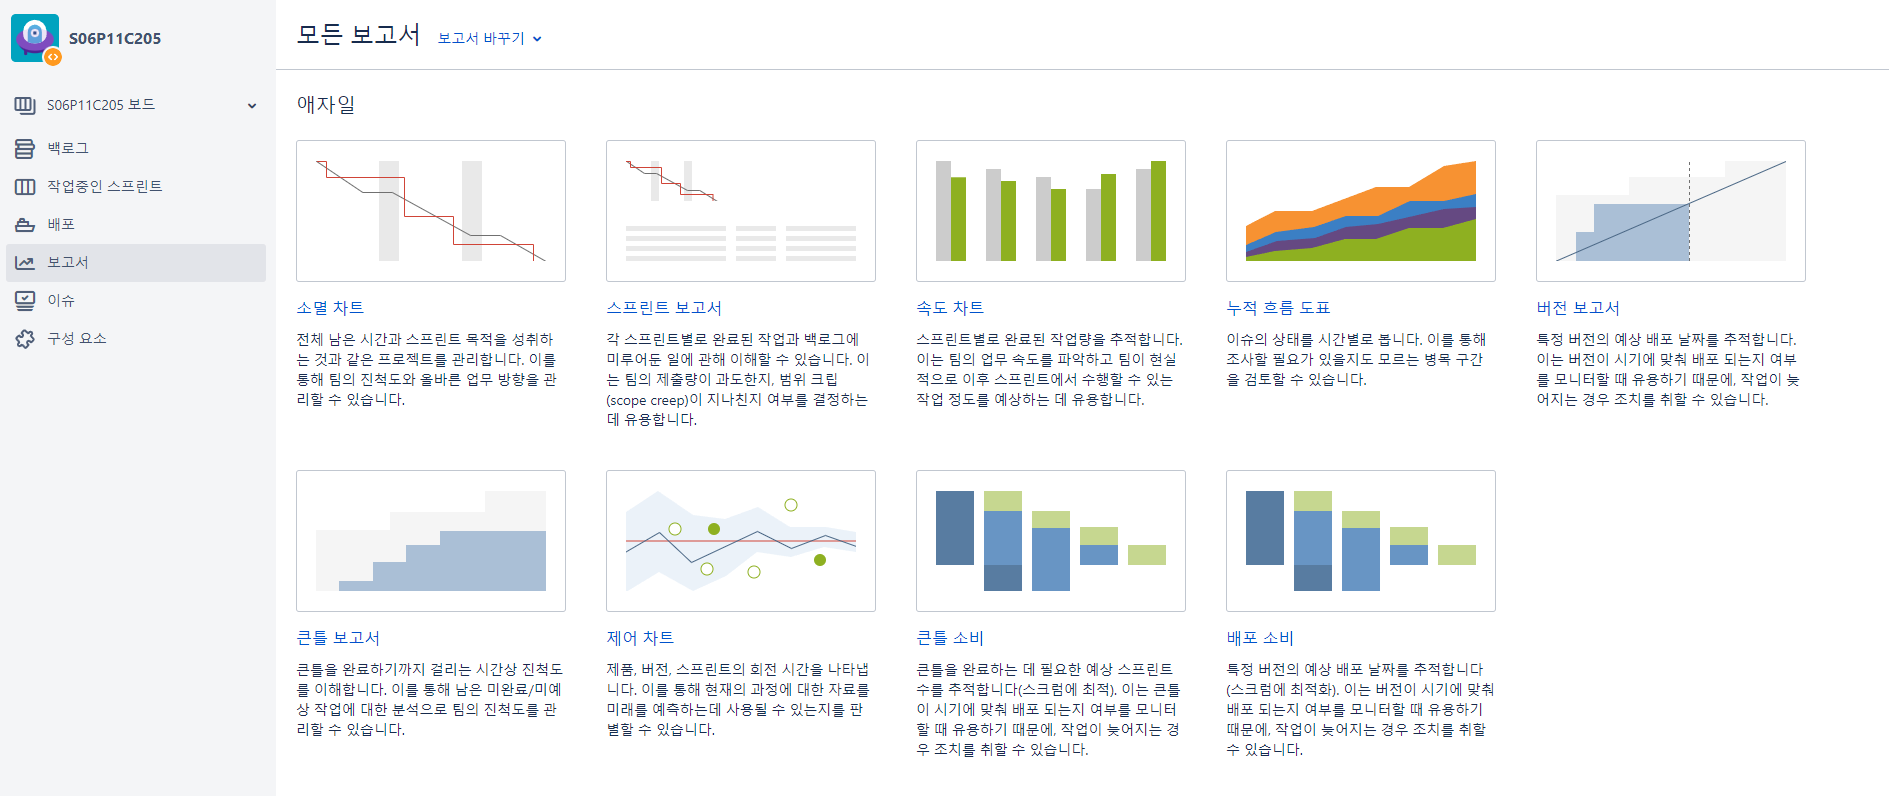 S06P11C205
S06P11C205 보드
백로그
작업중인 스프린트
배포
보고서
이슈
구성 요소
모든 보고서 보고서 바꾸기
애자일
소멸 차트
전체 남은 시간과 스프린트 목적을 성취하
는 것과 같은 프로젝트를 관리합니다. 이를
통해 팀의 진척도와 올바른 업무 방향을 관
리할 수 있습니다.
스프린트 보고서
각 스프린트별로 완료된 작업과 백로그에
미루어둔 일에 관해 이해할 수 있습니다. 이
는 팀의 제출량이 과도한지, 범위 크립
(scope creep)이 지나친지 여부를 결정하는
데 유용합니다.
속도 차트
스프린트별로 완료된 작업량을 추적합니다.
이는 팀의 업무 속도를 파악하고 팀이 현실
적으로 이후 스프린트에서 수행할 수 있는
작업 정도를 예상하는 데 유용합니다.
누적 흐름 도표
이슈의 상태를 시간별로 봅니다. 이를 통해
조사할 필요가 있을지도 모르는 병목 구간
을 검토할 수 있습니다.
버전 보고서
특정 버전의 예상 배포 날짜를 추적합니다.
이는 버전이 시기에 맞춰 배포 되는지 여부
를 모니터할 때 유용하기 때문에, 작업이 늦
어지는 경우 조치를 취할 수 있습니다.
큰틀 보고서
큰틀을 완료하기까지 걸리는 시간상 진척도
를 이해합니다. 이를 통해 남은 미완료/미예
상 작업에 대한 분석으로 팀의 진척도를 관
리할 수 있습니다.
제어 차트
제품, 버전, 스프린트의 회전 시간을 나타냅
니다. 이를 통해 현재의 과정에 대한 자료를
미래를 예측하는데 사용될 수 있는지를 판
별할 수 있습니다.
큰틀 소비
큰틀을 완료하는 데 필요한 예상 스프린트
수를 추적합니다(스크럼에 최적). 이는 큰틀
이 시기에 맞춰 배포 되는지 여부를 모니터
할 때 유용하기 때문에, 작업이 늦어지는 경
우 조치를 취할 수 있습니다.
배포 소비
특정 버전의 예상 배포 날짜를 추적합니다
(스크럼에 최적화). 이는 버전이 시기에 맞춰
배포 되는지 여부를 모니터할 때 유용하기
때문에, 작업이 늦어지는 경우 조치를 취할
수 있습니다.